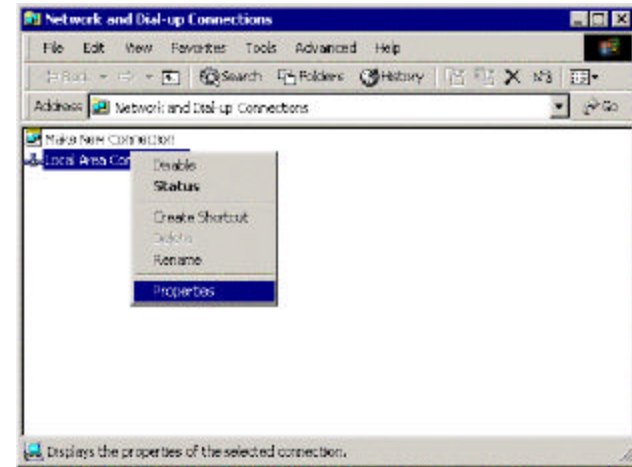 Network and Dial-up Connections
File Edit View Favorites Tools Advanced Help
Back Search Folders History
Address Network and Dial-up Connections Go
Make New Connection
Local Area Con
Disable
Status
Create Shortcut
Delete
Rename
Properties
Displays the properties of the selected connection.